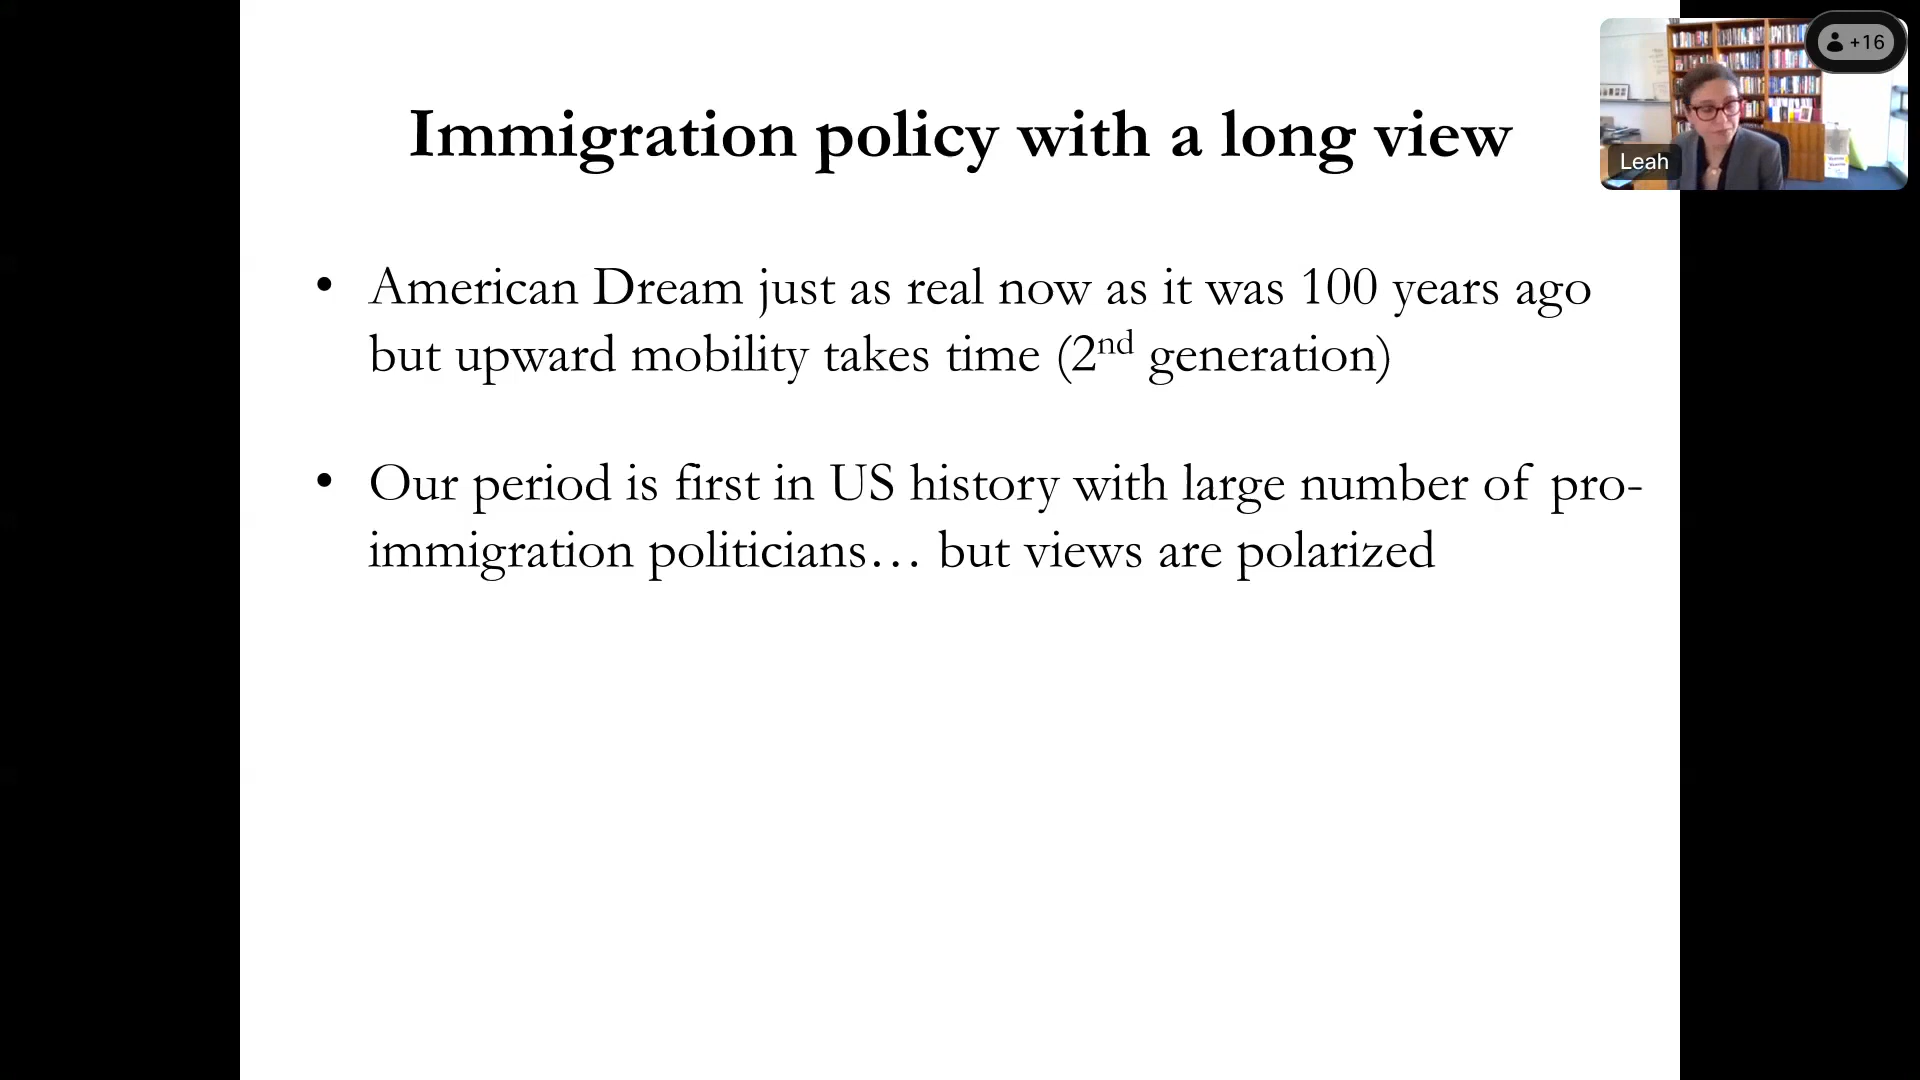 Immigration policy with a long view
+16
Leah
• American Dream just as real now as it was 100 years ago
but upward mobility takes time (2nd generation)
• Our period is first in US history with large number of pro-
immigration politicians… but views are polarized